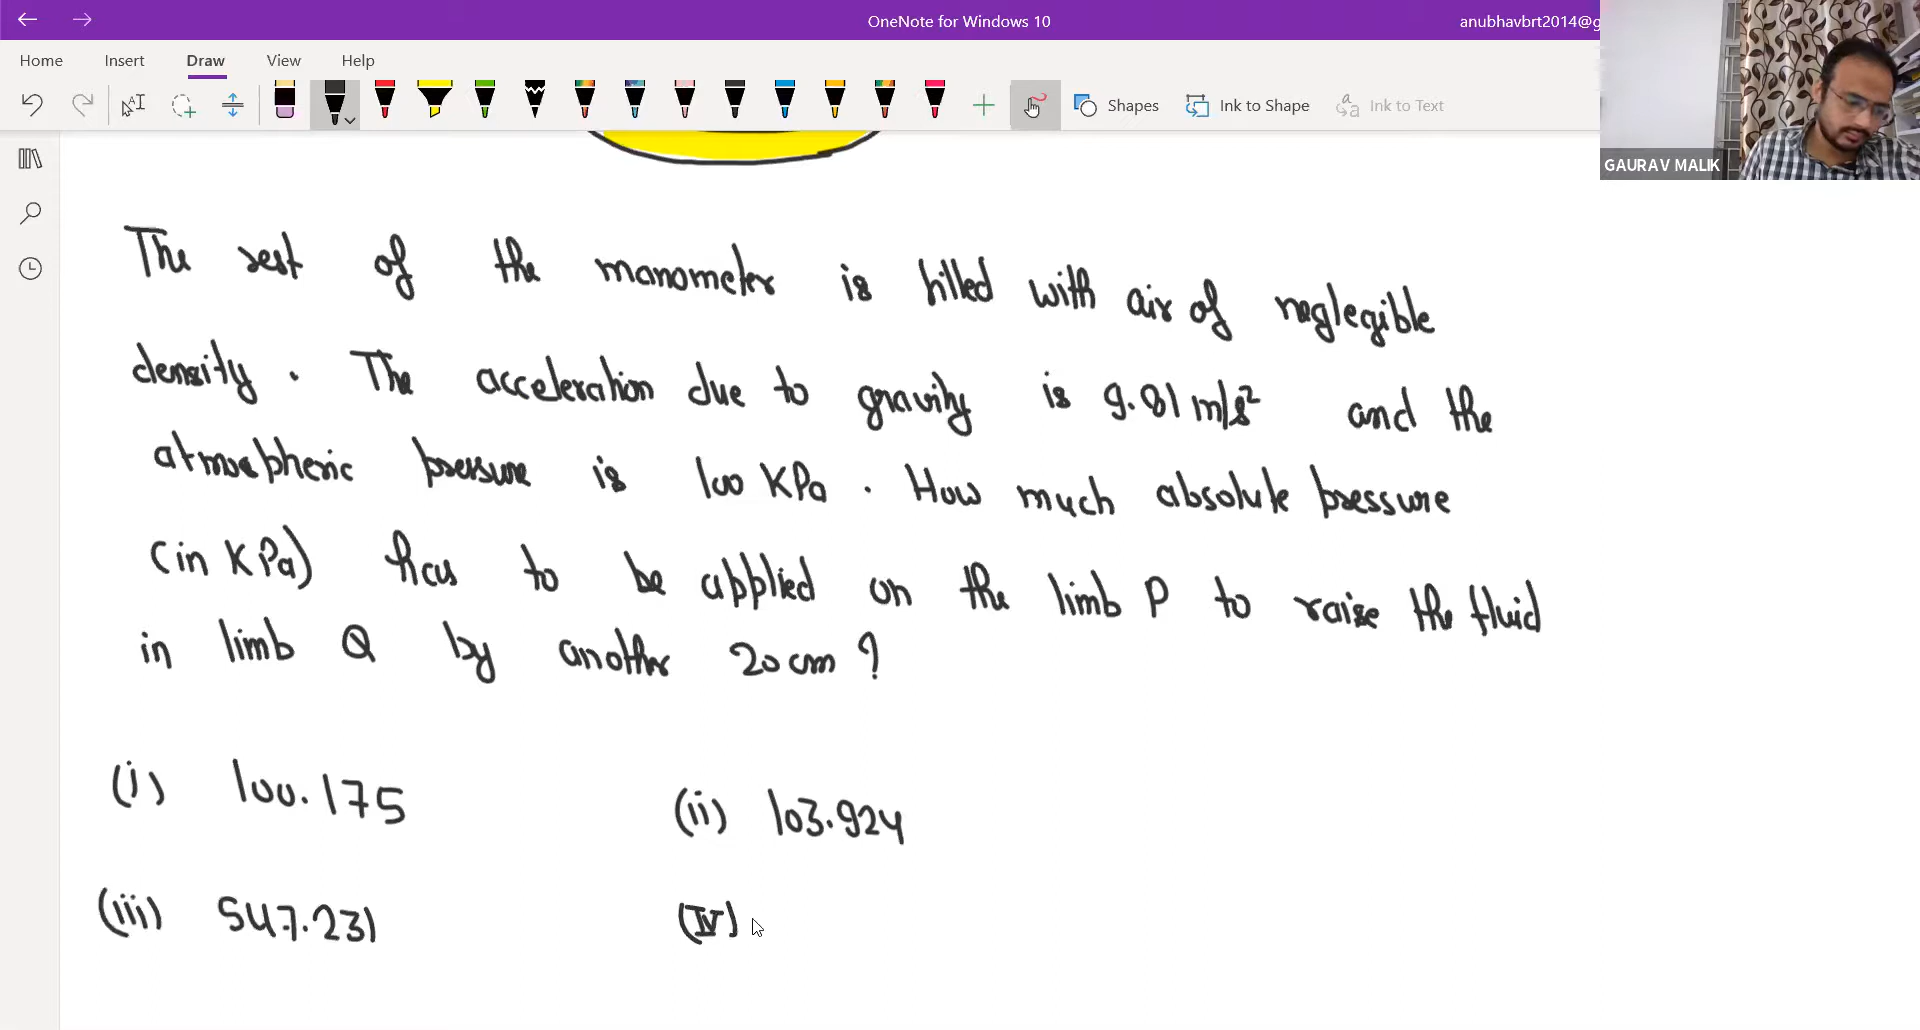 OneNote for Windows 10
anubhavbrt2014@g
Home Insert Draw View Help
Shapes Ink to Shape Ink to Text
GAURAV MALIK
The rest of the manometer is filled with air of neglegible
density. The acceleration due to gravity is 9.81 m/s² and the
atmospheric pressure is 100 KPa. How much absolute pressure
(in KPa) has to be applied on the limb P to raise the fluid
in limb Q by another 20 cm ?
(i) 100.175 (ii) 103.924
(iii) 547.231 (IV)